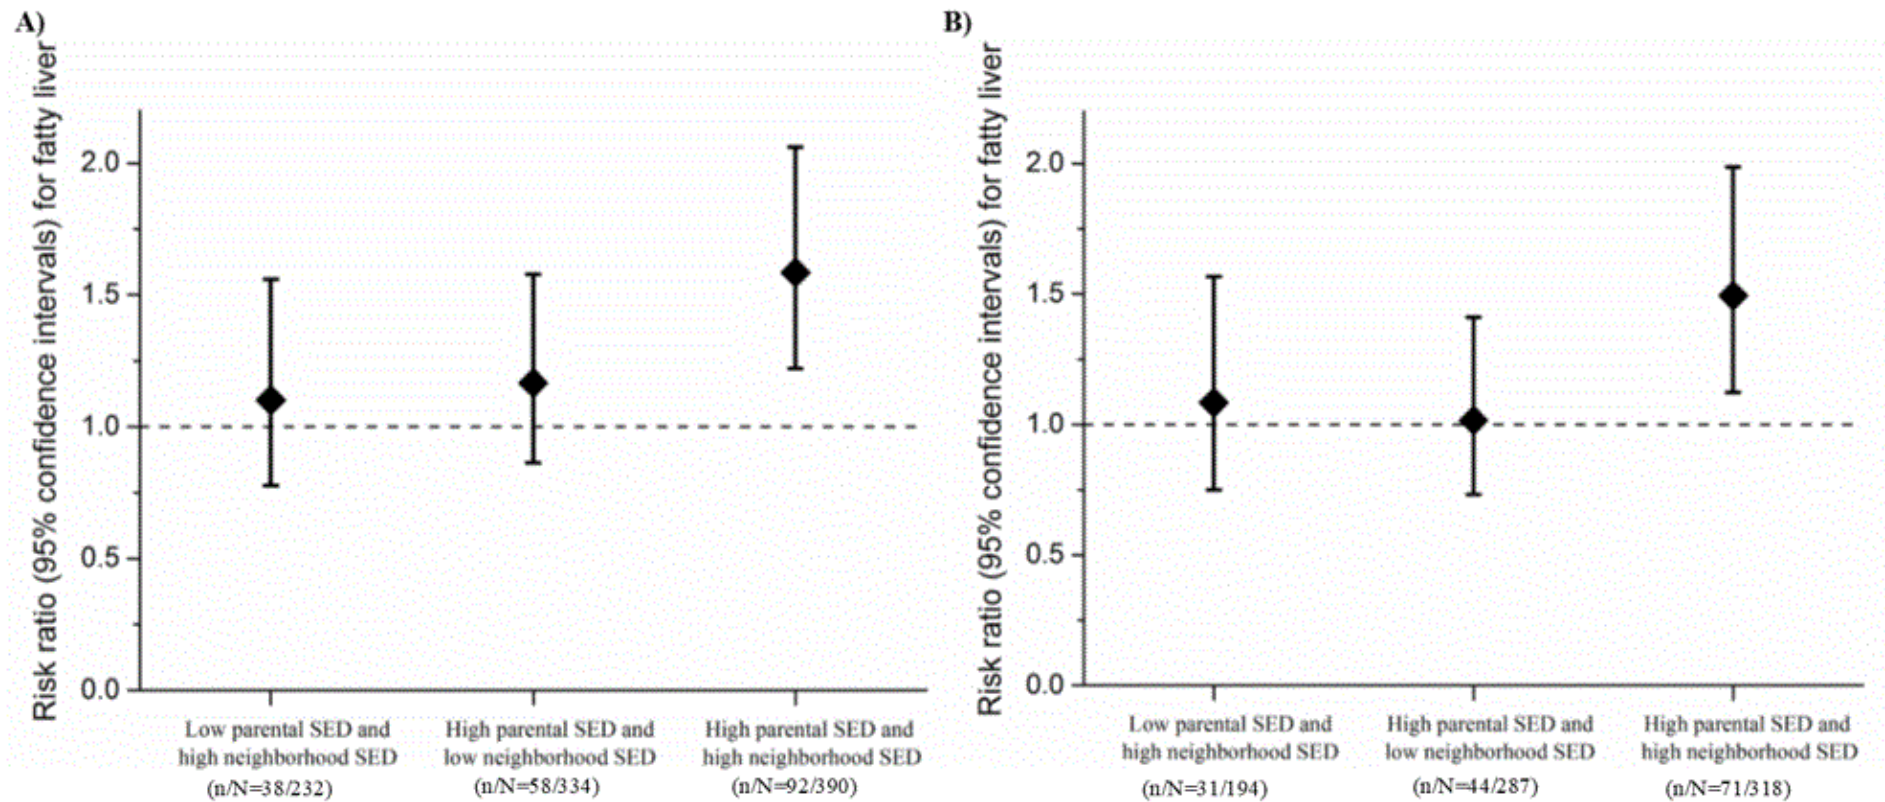 A)
Risk ratio (95% confidence intervals) for fatty liver
2.0
1.5
1.0
0.5
0.0
Low parental SED and
high neighborhood SED
(n/N=38/232)
High parental SED and
low neighborhood SED
(n/N=58/334)
High parental SED and
high neighborhood SED
(n/N=92/390)
B)
Risk ratio (95% confidence intervals) for fatty liver
2.0
1.5
1.0
0.5
0.0
Low parental SED and
high neighborhood SED
(n/N=31/194)
High parental SED and
low neighborhood SED
(n/N=44/287)
High parental SED and
high neighborhood SED
(n/N=71/318)